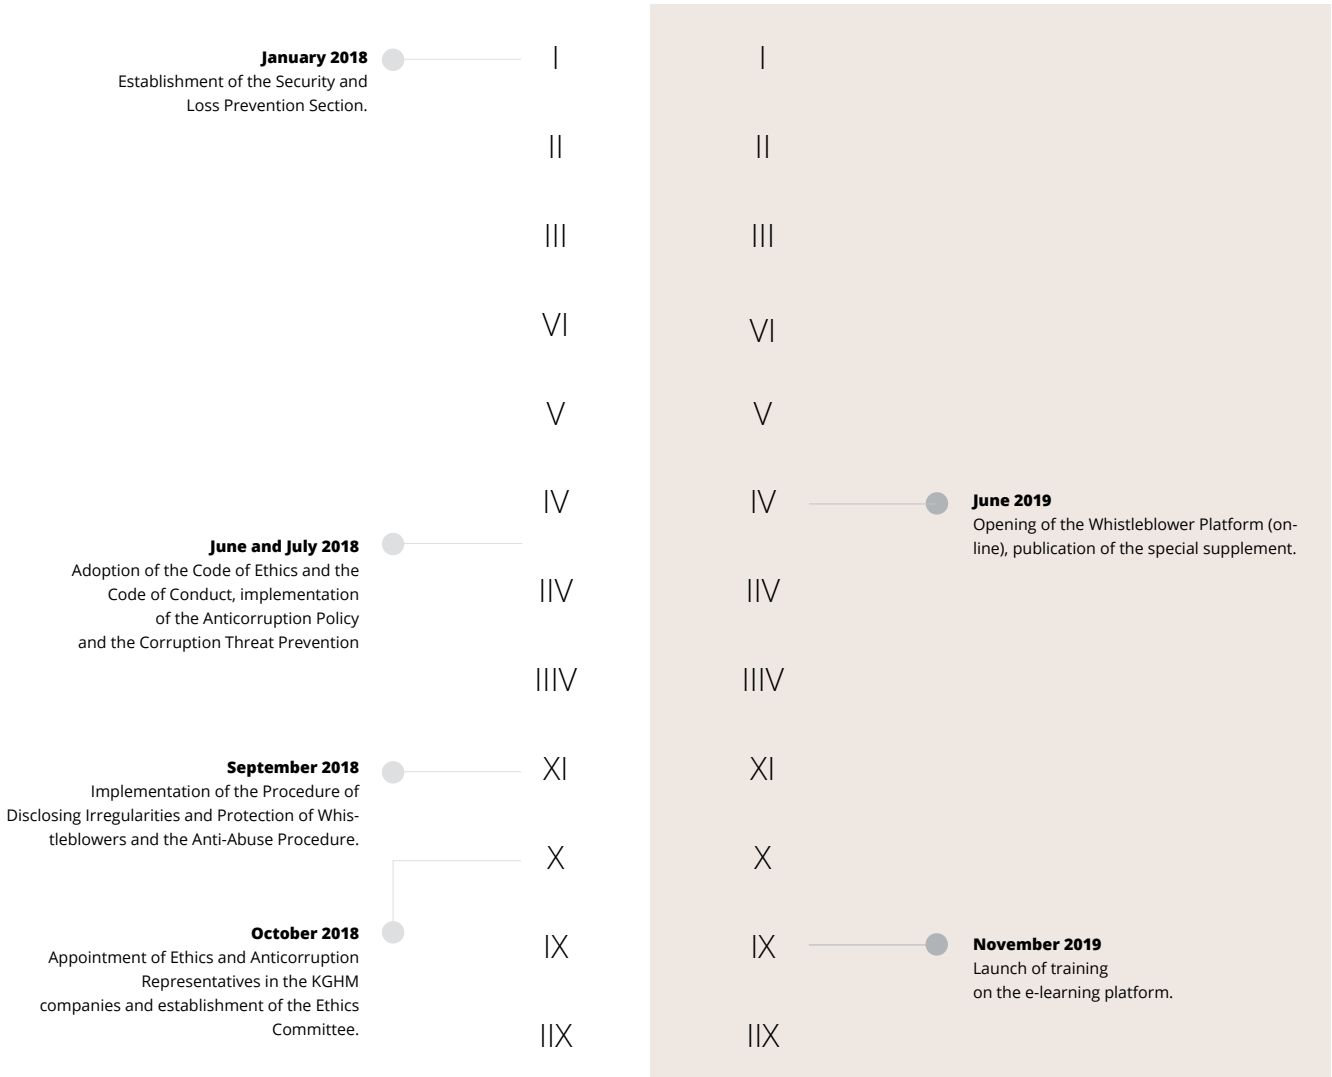 January 2018
Establishment of the Security and
Loss Prevention Section.
June and July 2018
Adoption of the Code of Ethics and the
Code of Conduct, implementation
of the Anticorruption Policy
and the Corruption Threat Prevention
September 2018
Implementation of the Procedure of
Disclosing Irregularities and Protection of Whis-
tleblowers and the Anti-Abuse Procedure.
October 2018
Appointment of Ethics and Anticorruption
Representatives in the KGHM
companies and establishment of the Ethics
Committee.
I
II
III
VI
V
IV
IIV
IIIV
XI
X
IX
IIX
I
II
III
VI
V
IV
IIV
IIIV
XI
X
IX
IIX
June 2019
Opening of the Whistleblower Platform (on-
line), publication of the special supplement.
November 2019
Launch of training
on the e-learning platform.